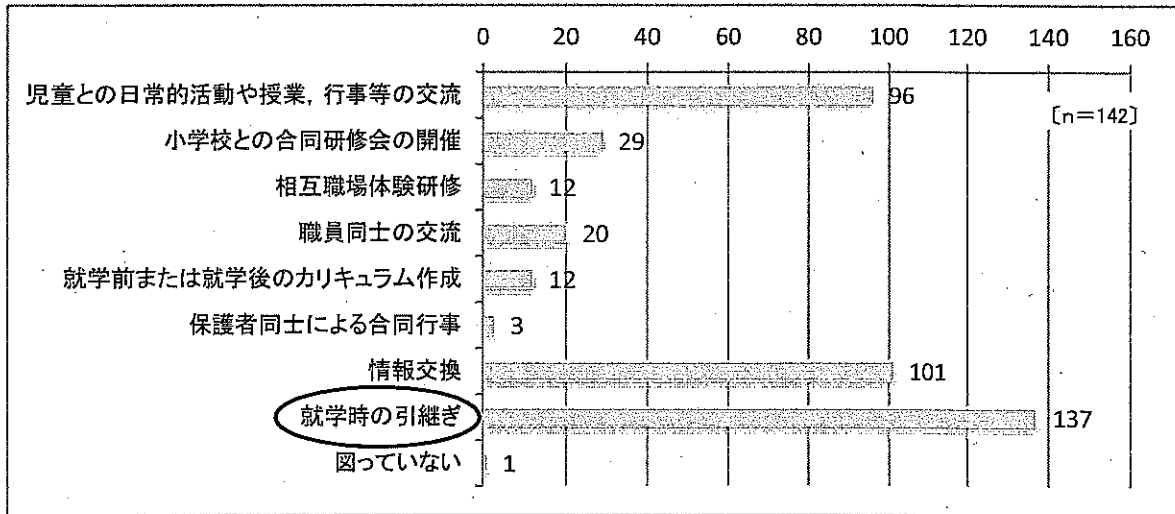 0 20 40 60 80 100 120 140 160
児童との日常的活動や授業，行事等の交流 96
〔n＝142〕
小学校との合同研修会の開催 29
相互職場体験研修 12
職員同士の交流 20
就学前または就学後のカリキュラム作成 12
保護者同士による合同行事 3
情報交換 101
就学時の引継ぎ 137
図っていない 1